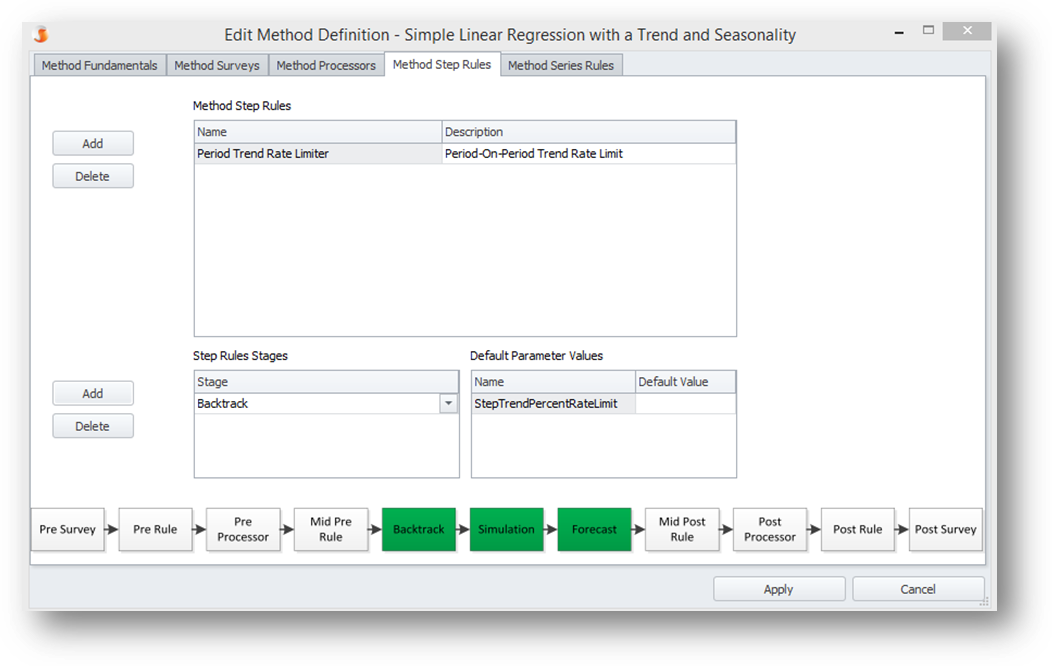 Edit Method Definition - Simple Linear Regression with a Trend and Seasonality
Method Fundamentals Method Surveys Method Processors Method Step Rules Method Series Rules
Method Step Rules
Add
Delete
Name Description
Period Trend Rate Limiter Period-On-Period Trend Rate Limit
Step Rules Stages Default Parameter Values
Add
Delete
Stage
Backtrack
Name Default Value
StepTrendPercentRateLimit
Pre Survey
Pre Rule
Pre
Processor
Mid Pre
Rule
Backtrack
Simulation
Forecast
Mid Post
Rule
Post
Processor
Post Rule
Post Survey
Apply Cancel